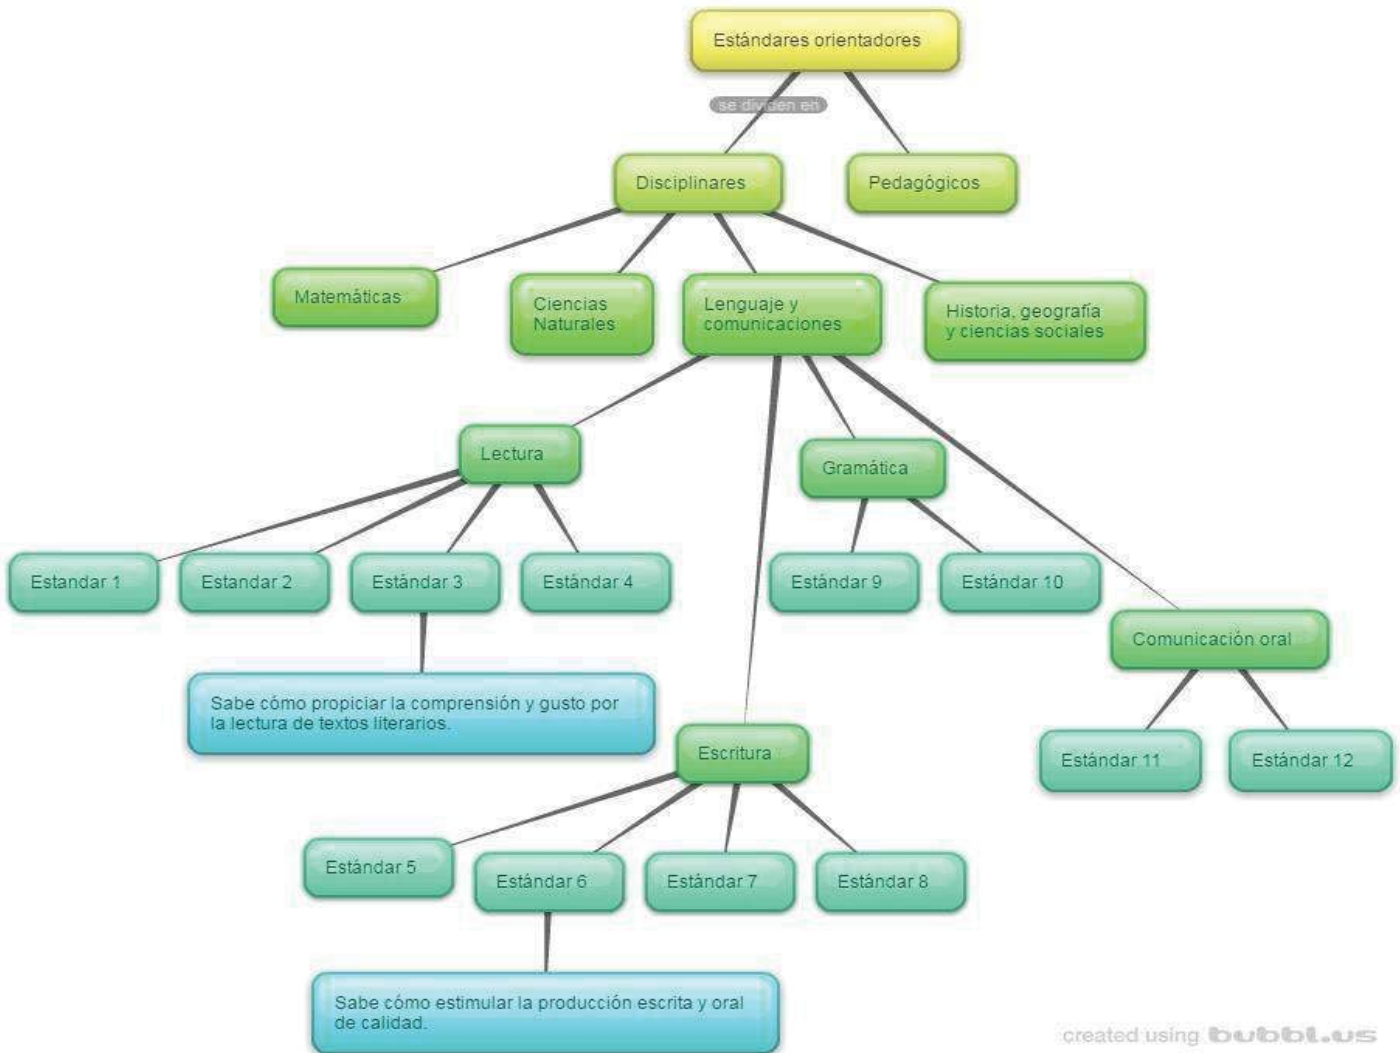 Estándares orientadores
se dividen en
Disciplinares
Pedagógicos
Matemáticas
Ciencias
Naturales
Lenguaje y
comunicaciones
Historia, geografía
y ciencias sociales
Lectura
Gramática
Estandar 1
Estandar 2
Estándar 3
Estándar 4
Estándar 9
Estándar 10
Comunicación oral
Sabe cómo propiciar la comprensión y gusto por
la lectura de textos literarios.
Escritura
Estándar 11
Estándar 12
Estándar 5
Estándar 6
Estándar 7
Estándar 8
Sabe cómo estimular la producción escrita y oral
de calidad.
created using bubbl.us